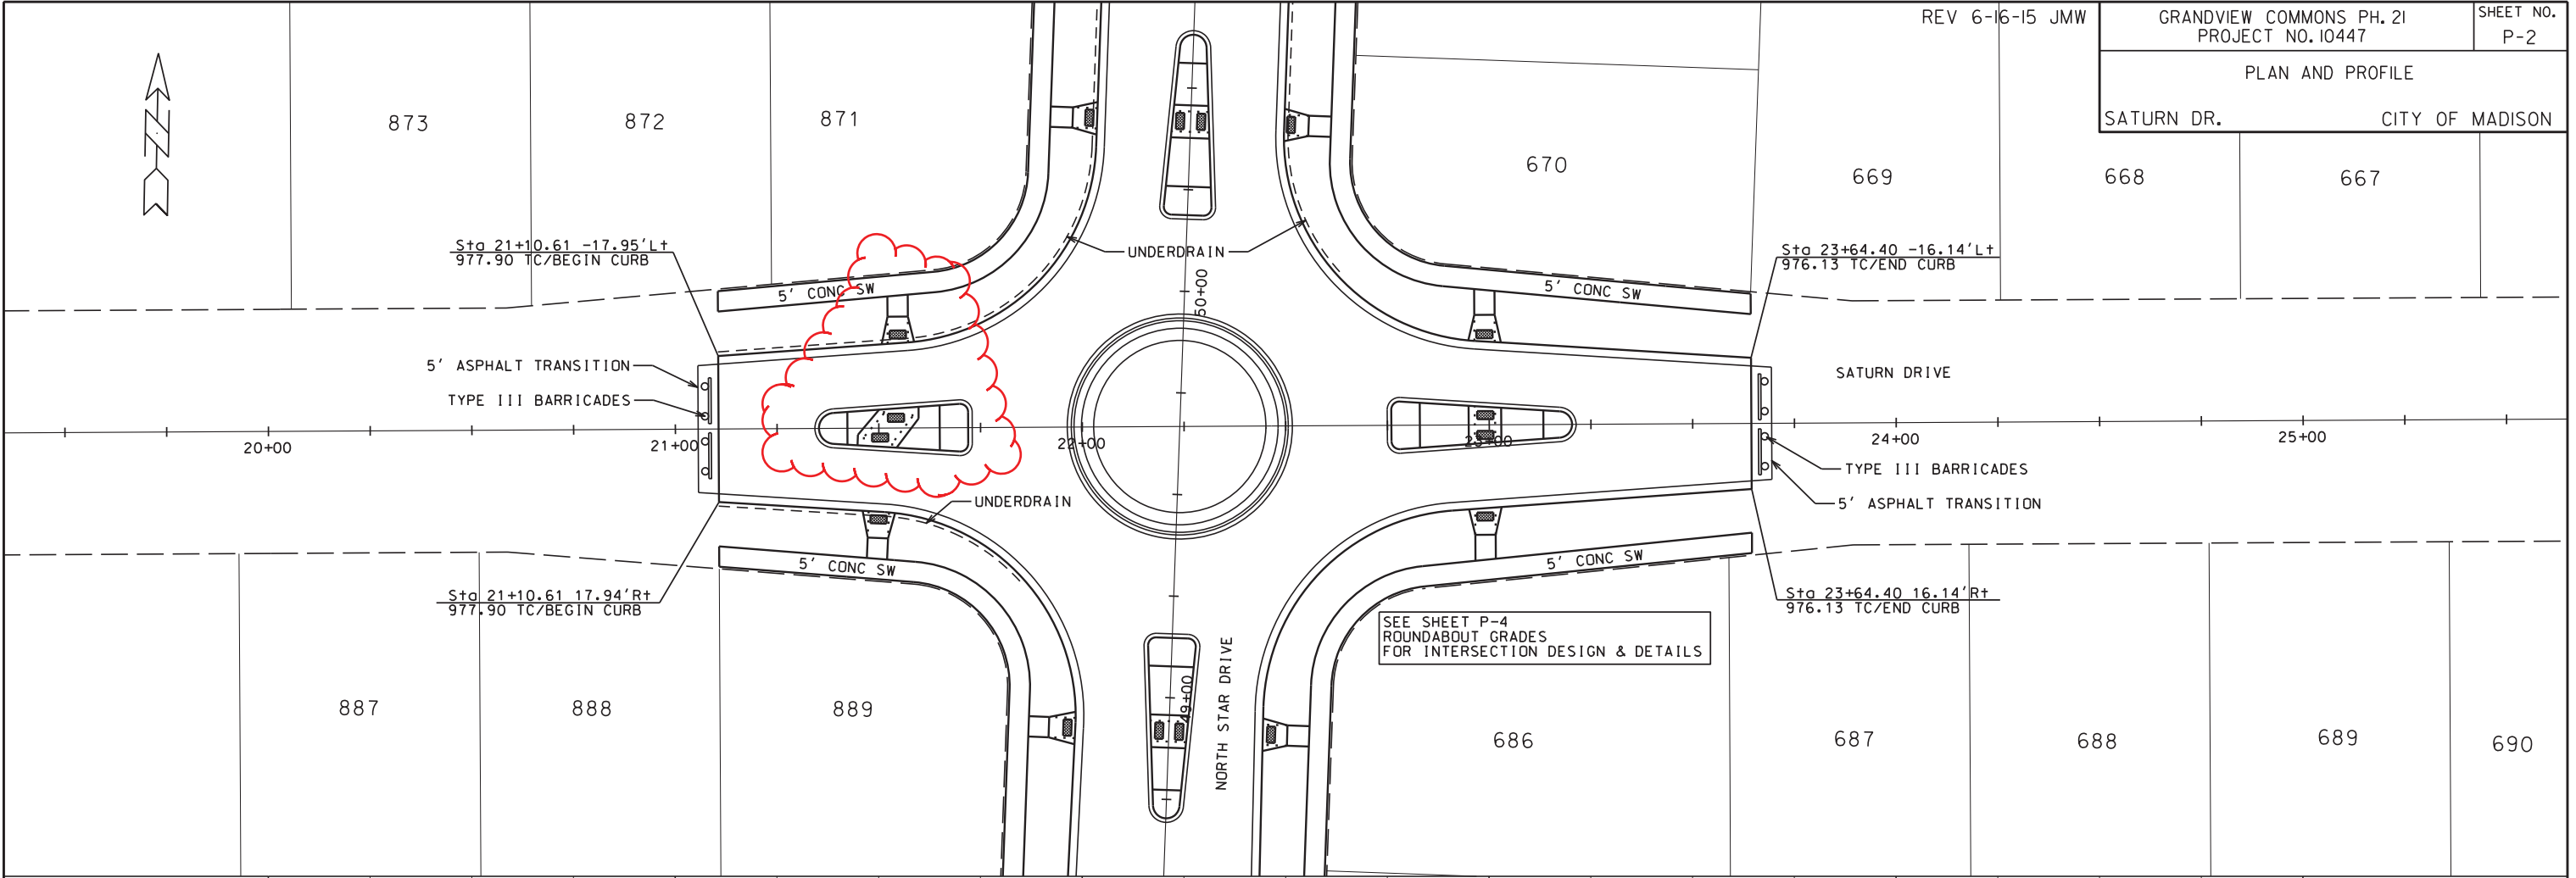 REV 6-16-15 JMW
GRANDVIEW COMMONS PH. 21
PROJECT NO. 10447
SHEET NO.
P-2
PLAN AND PROFILE
SATURN DR.
CITY OF MADISON
873
872
871
670
669
668
667
Sta 21+10.61 -17.95' Lt
977.90 TC/BEGIN CURB
UNDERDRAIN
Sta 23+64.40 -16.14' Lt
976.13 TC/END CURB
5' CONC SW
50+00
5' CONC SW
5' ASPHALT TRANSITION
TYPE III BARRICADES
SATURN DRIVE
20+00
21+00
22+00
23+00
24+00
25+00
TYPE III BARRICADES
5' ASPHALT TRANSITION
UNDERDRAIN
5' CONC SW
5' CONC SW
Sta 21+10.61 17.94' Rt
977.90 TC/BEGIN CURB
Sta 23+64.40 16.14' Rt
976.13 TC/END CURB
SEE SHEET P-4
ROUNDABOUT GRADES
FOR INTERSECTION DESIGN & DETAILS
49+00
NORTH STAR DRIVE
887
888
889
686
687
688
689
690
N